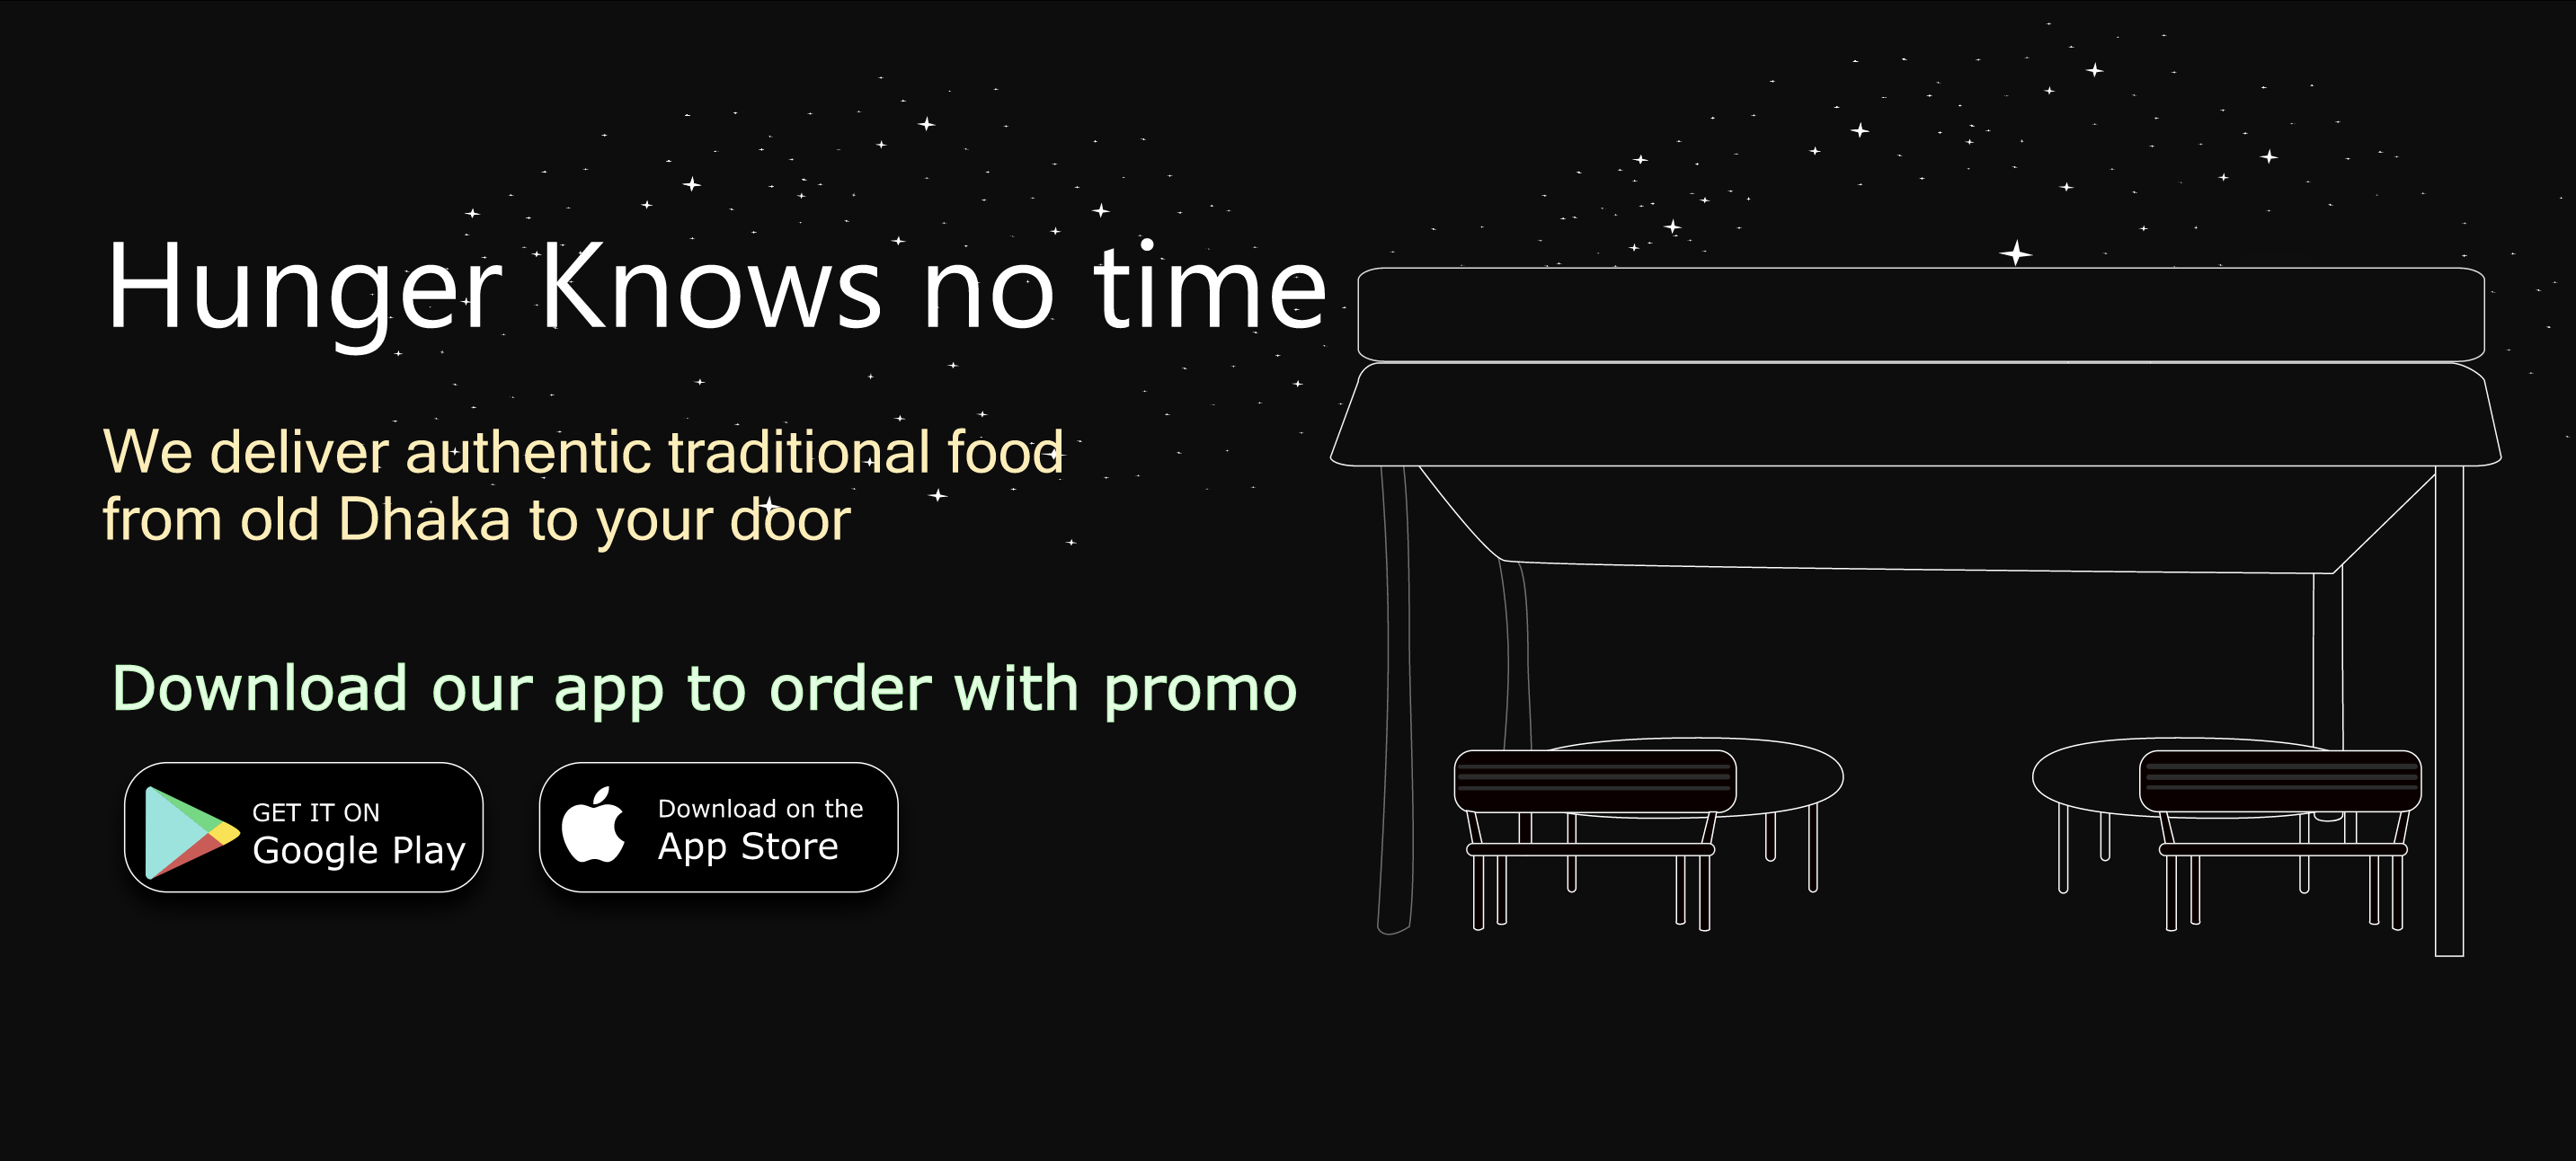 Hunger Knows no time
We deliver authentic traditional food
from old Dhaka to your door
Download our app to order with promo
GET IT ON
Google Play
Download on the
App Store